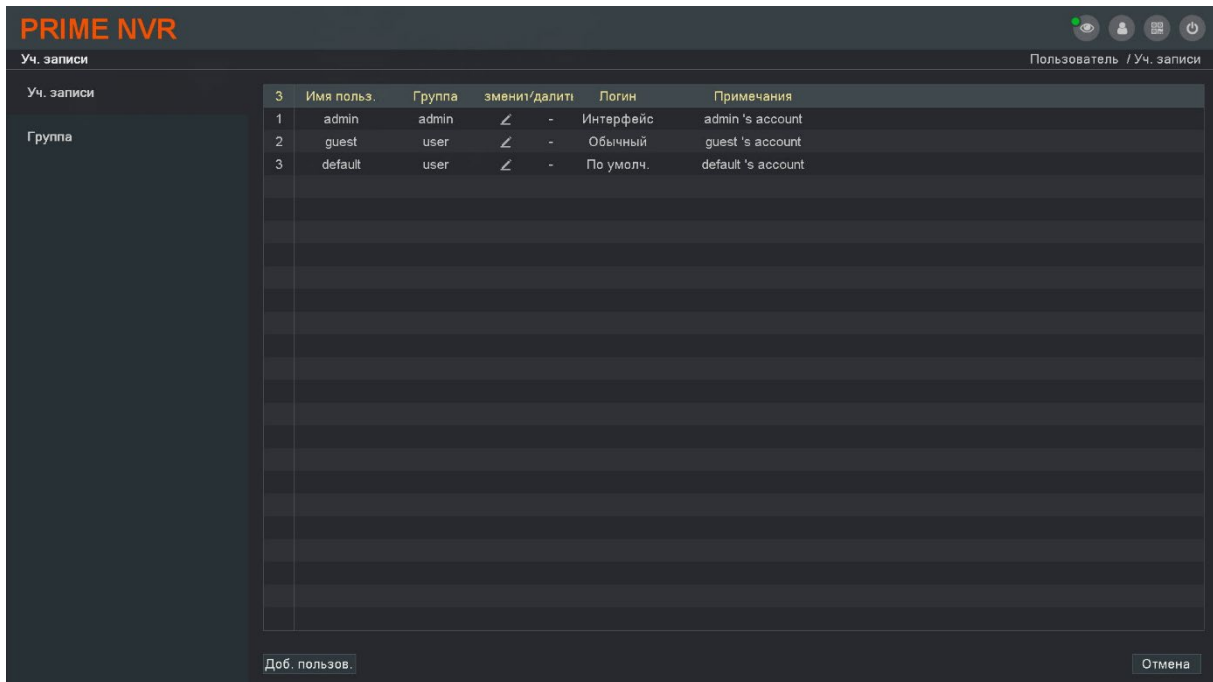 PRIME NVR
Уч. записи Пользователь / Уч. записи
Уч. записи
Группа
3 Имя польз. Группа зменит/далить Логин Примечания
1 admin admin - Интерфейс admin 's account
2 guest user - Обычный guest 's account
3 default user - По умолч. default 's account
Доб. пользов. Отмена